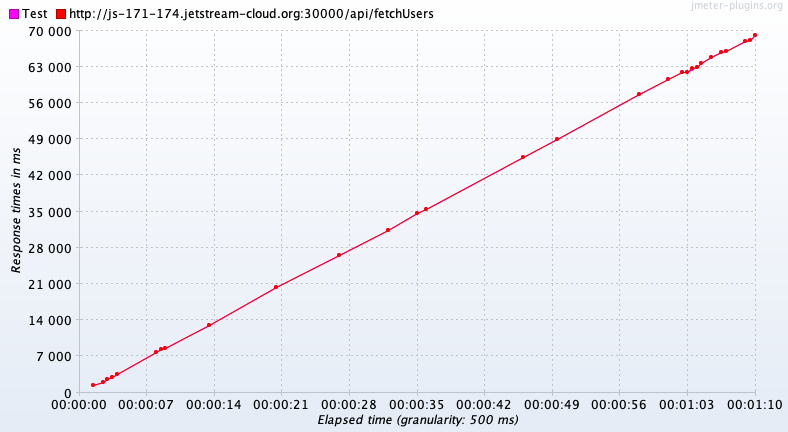 jmeter-plugins.org
Test http://js-171-174.jetstream-cloud.org:30000/api/fetchUsers
70 000
63 000
56 000
49 000
42 000
35 000
28 000
21 000
14 000
7 000
0
Response times in ms
00:00:00 00:00:07 00:00:14 00:00:21 00:00:28 00:00:35 00:00:42 00:00:49 00:00:56 00:01:03 00:01:10
Elapsed time (granularity: 500 ms)